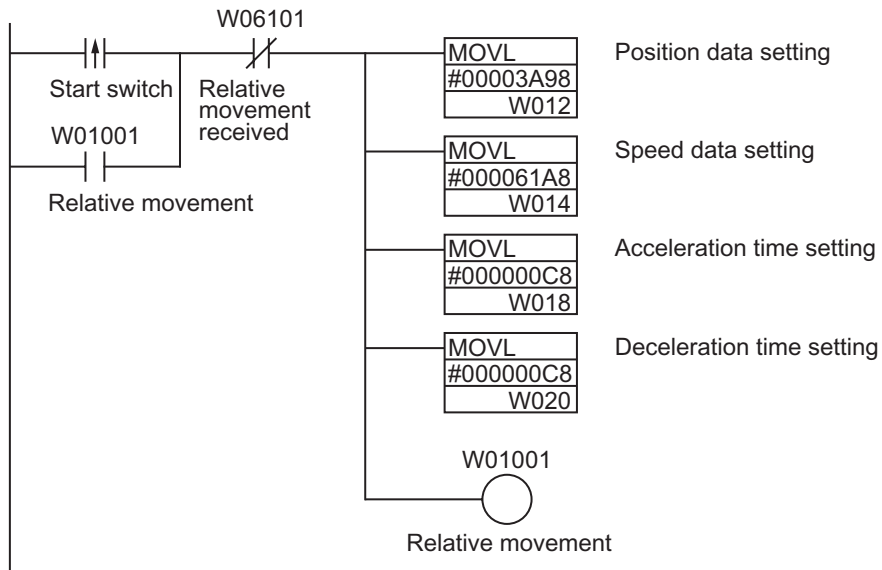 W06101
Start switch
Relative
movement
received
W01001
Relative movement
MOVL
#00003A98
W012
Position data setting
MOVL
#000061A8
W014
Speed data setting
MOVL
#000000C8
W018
Acceleration time setting
MOVL
#000000C8
W020
Deceleration time setting
W01001
Relative movement